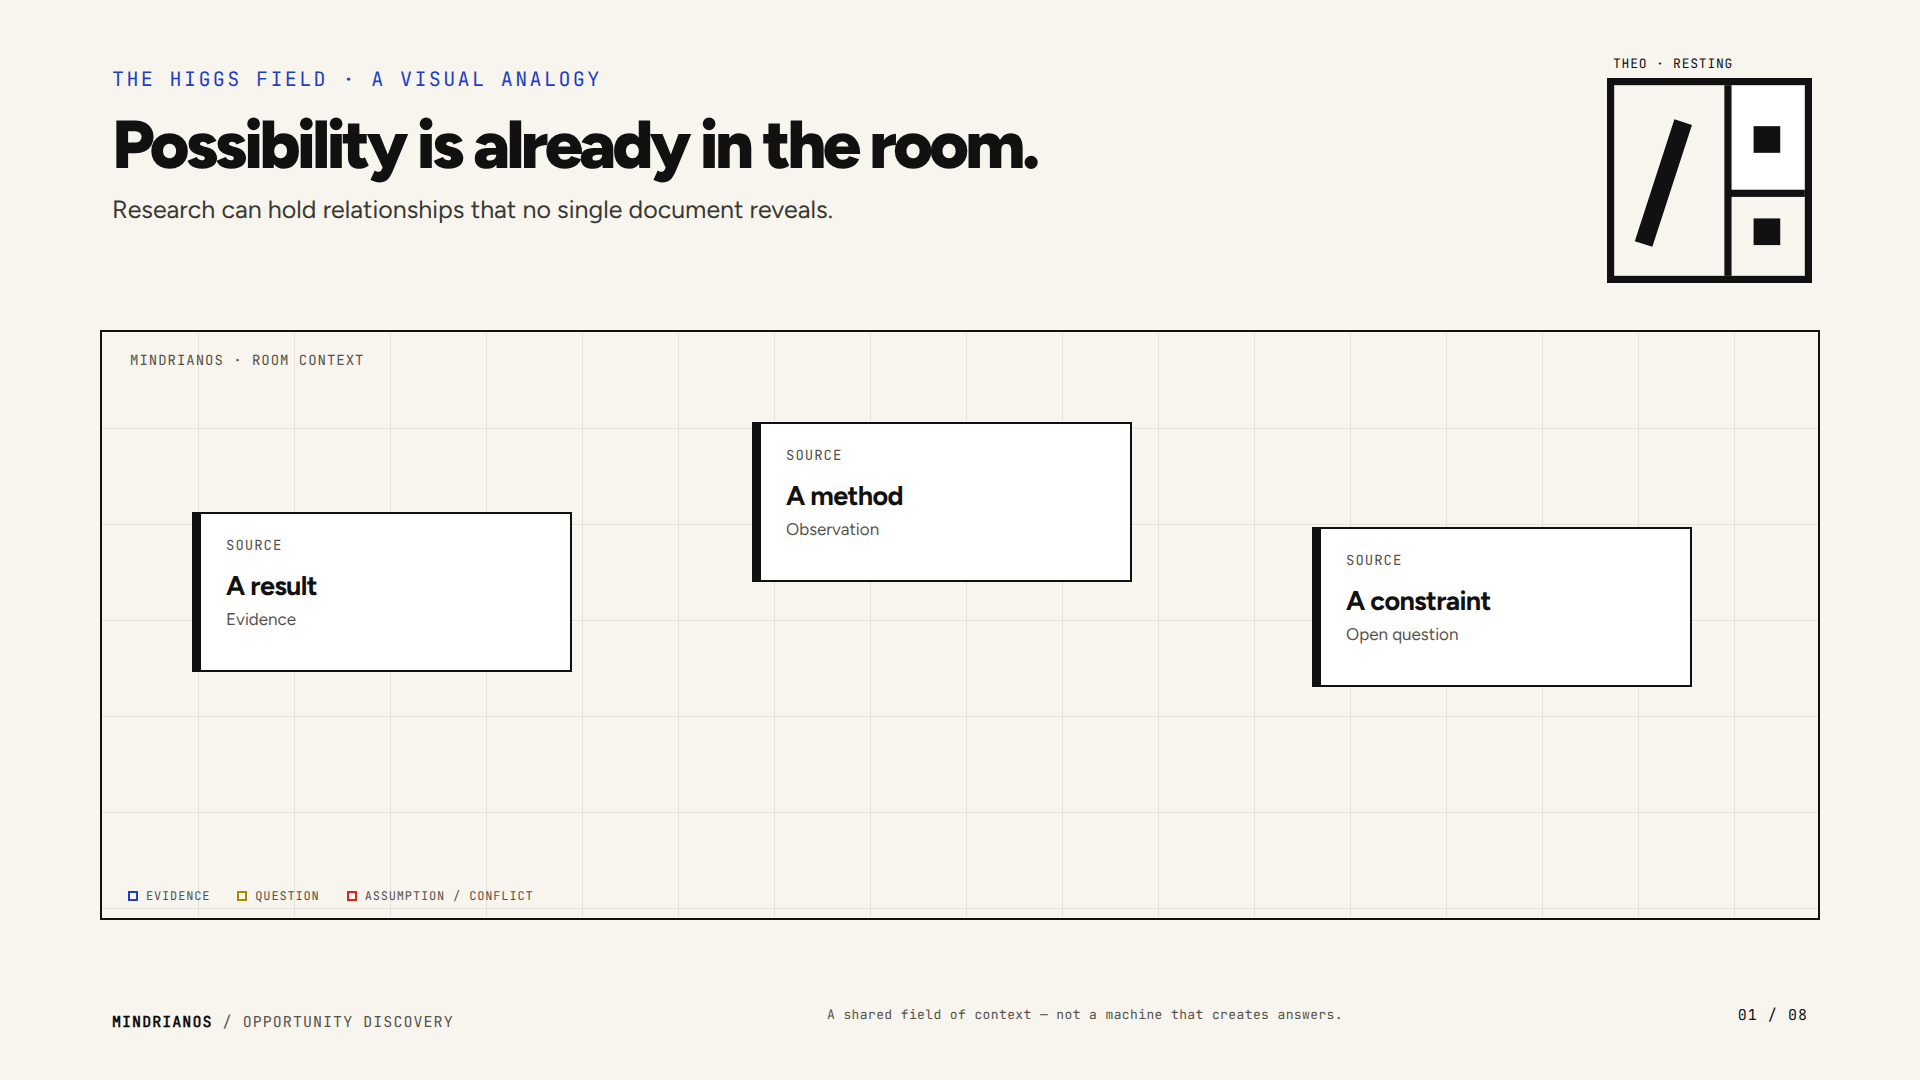 THE HIGGS FIELD · A VISUAL ANALOGY
Possibility is already in the room.
Research can hold relationships that no single document reveals.
THEO · RESTING
MINDRIANOS · ROOM CONTEXT
SOURCE
A result
Evidence
SOURCE
A method
Observation
SOURCE
A constraint
Open question
EVIDENCE
QUESTION
ASSUMPTION / CONFLICT
MINDRIANOS / OPPORTUNITY DISCOVERY
A shared field of context — not a machine that creates answers.
01 / 08